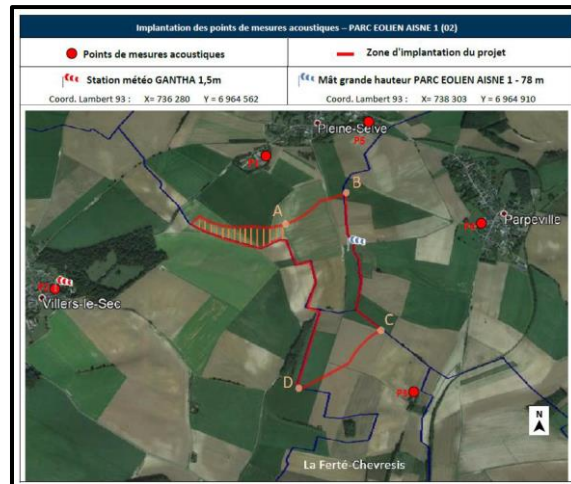 Implantation des points de mesures acoustiques – PARC EOLIEN AISNE 1 (02)
Points de mesures acoustiques
Zone d'implantation du projet
Station météo GANTHA 1,5m
Mât grande hauteur PARC EOLIEN AISNE 1 - 78 m
Coord. Lambert 93 : X= 736 280 Y = 6 964 562
Coord. Lambert 93 : X= 738 303 Y = 6 964 910
Pleine-Selve
P5
B
A
Parpeville
P4
Villers-le-Sec
C
D
P3
La Ferté-Chevresis
N